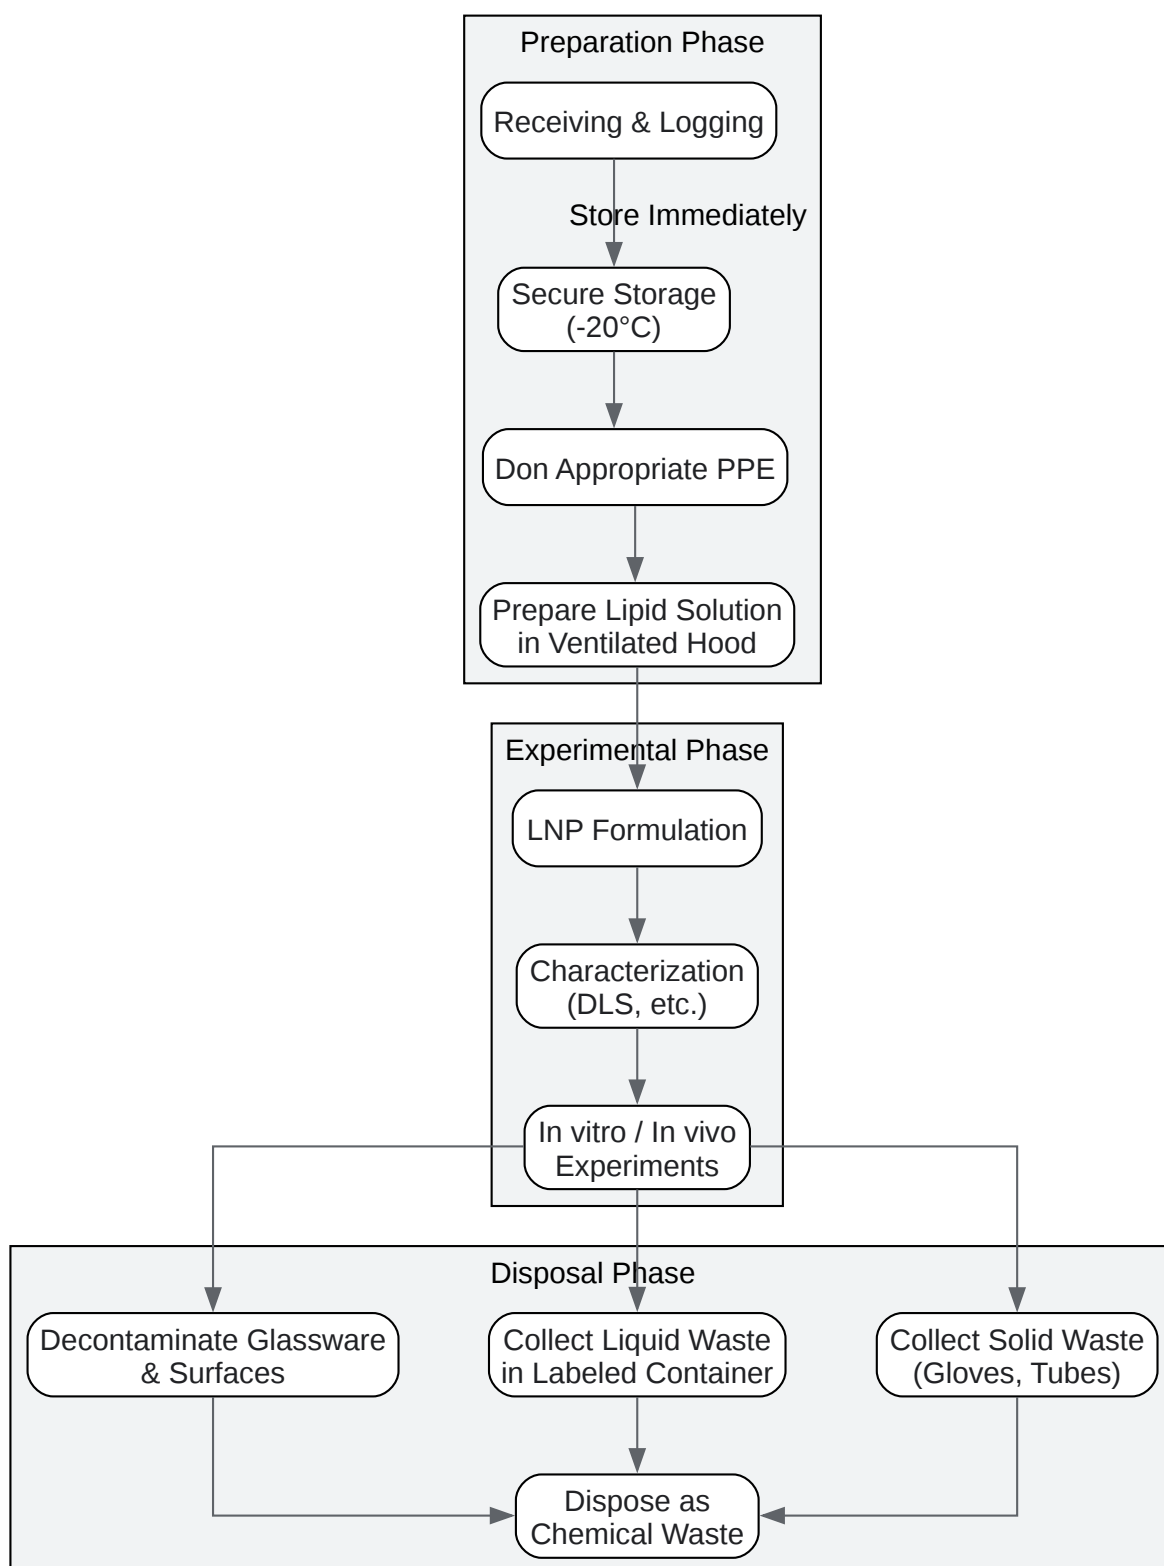 Preparation Phase
Receiving & Logging
Store Immediately
Secure Storage
(-20°C)
Don Appropriate PPE
Prepare Lipid Solution
in Ventilated Hood
Experimental Phase
LNP Formulation
Characterization
(DLS, etc.)
In vitro / In vivo
Experiments
Disposal Phase
Decontaminate Glassware
& Surfaces
Collect Liquid Waste
in Labeled Container
Collect Solid Waste
(Gloves, Tubes)
Dispose as
Chemical Waste